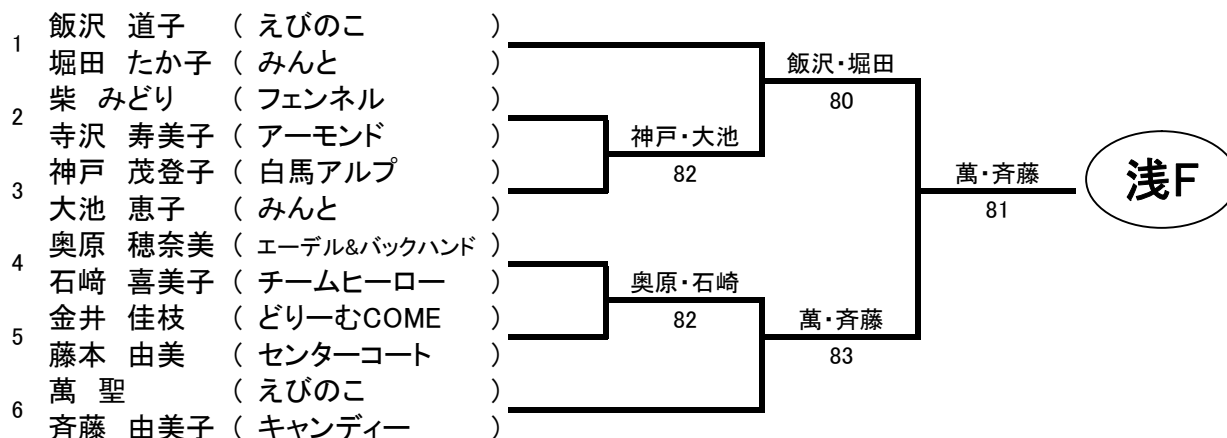 1
飯沢 道子 ( えびのこ )
堀田 たか子 ( みんと )
2
柴 みどり ( フェンネル )
寺沢 寿美子 ( アーモンド )
3
神戸 茂登子 ( 白馬アルプ )
大池 恵子 ( みんと )
4
奥原 穂奈美 ( エーデル&バックハンド )
石﨑 喜美子 ( チームヒーロー )
5
金井 佳枝 ( どりーむCOME )
藤本 由美 ( センターコート )
6
萬 聖 ( えびのこ )
斉藤 由美子 ( キャンディー )
神戸・大池
82
奥原・石崎
82
飯沢・堀田
80
萬・斉藤
83
萬・斉藤
81
浅F